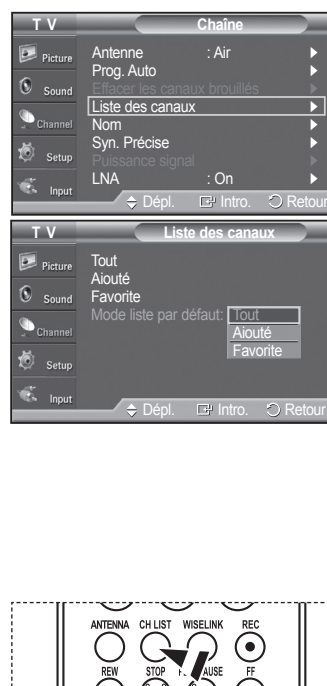 T V
Chaîne
Picture
Sound
Channel
Setup
Input
Antenne : Air
Prog. Auto
Effacer les canaux brouillés
Liste des canaux
Nom
Syn. Précise
Puissance signal
LNA : On
Dépl. Intro. Retour
T V
Liste des canaux
Picture
Sound
Channel
Setup
Input
Tout
Aiouté
Favorite
Mode liste par défaut: Tout
Aiouté
Favorite
Dépl. Intro. Retour
ANTENNA CH LIST WISELINK REC
REW STOP FF